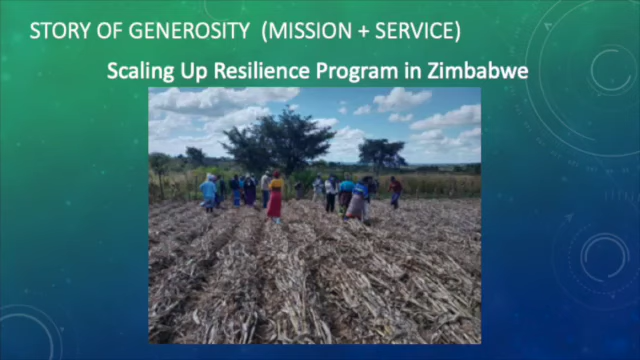 STORY OF GENEROSITY (MISSION + SERVICE)
Scaling Up Resilience Program in Zimbabwe